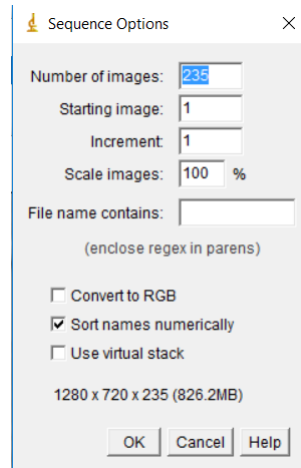 Sequence Options
Number of images: 235
Starting image: 1
Increment: 1
Scale images: 100 %
File name contains:
(enclose regex in parens)
Convert to RGB
Sort names numerically
Use virtual stack
1280 x 720 x 235 (826.2MB)
OK Cancel Help